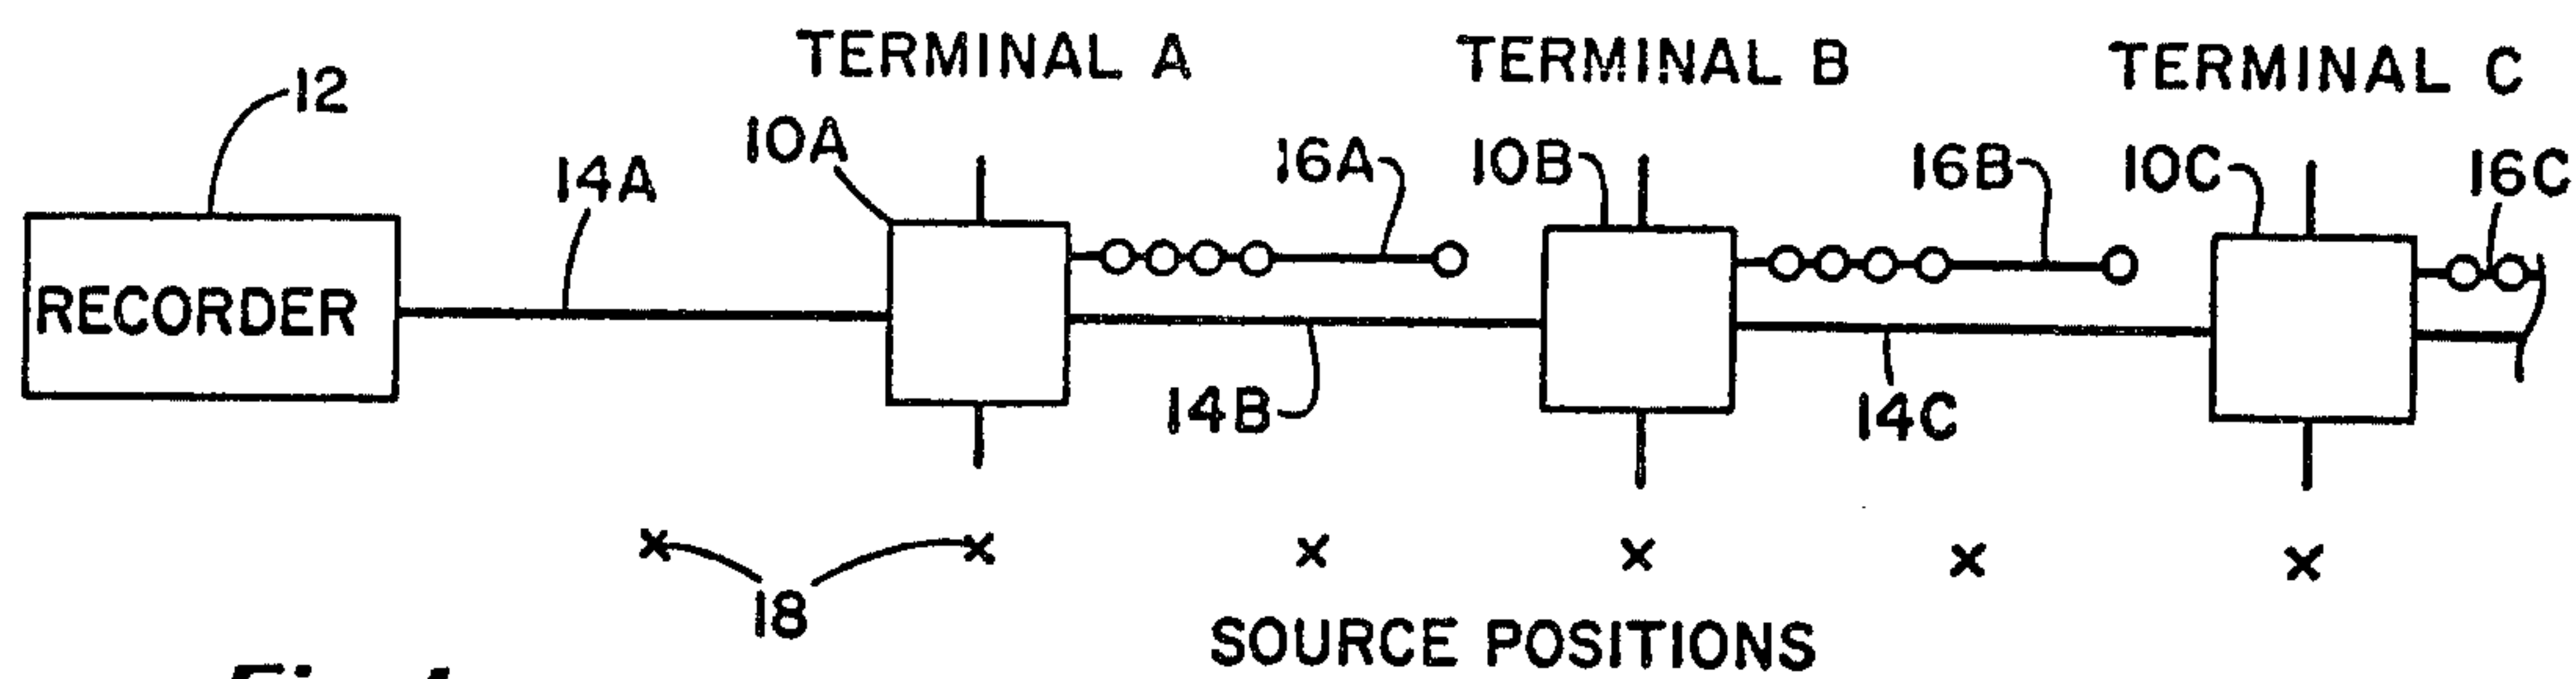 TERMINAL A
TERMINAL B
TERMINAL C
12
14A
10A
16A
10B
16B
10C
16C
RECORDER
14B
14C
18
SOURCE POSITIONS